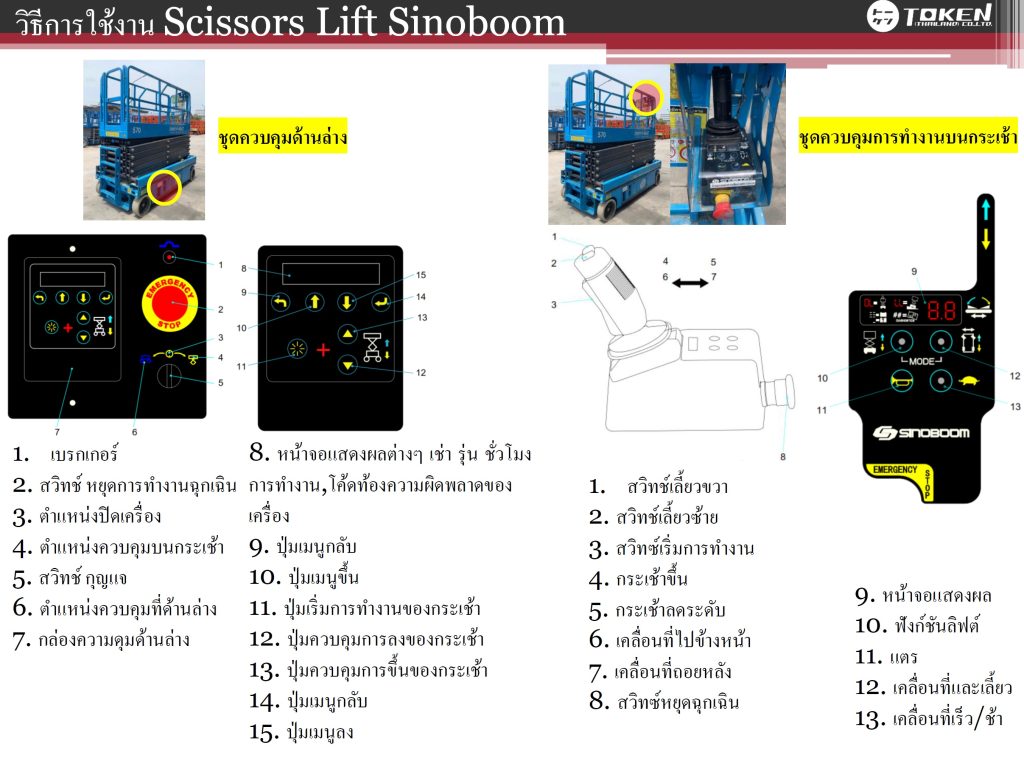 วิธีการใช้งาน Scissors Lift Sinoboom
TOKEN
(THAILAND) CO.,LTD.
ชุดควบคุมด้านล่าง
ชุดควบคุมการทำงานบนกระเช้า
570
570
EMERGENCY
STOP
1
2
3
4
5
6
7
8
9
10
11
12
13
14
15
1
2
3
4
5
6
7
8
9
8.8
MODE
10
11
12
13
SINOBOOM
EMERGENCY
STOP
1. เบรกเกอร์
2. สวิทช์ หยุดการทำงานฉุกเฉิน
3. ตำแหน่งปิดเครื่อง
4. ตำแหน่งควบคุมบนกระเช้า
5. สวิทช์ กุญแจ
6. ตำแหน่งควบคุมที่ด้านล่าง
7. กล่องความดุมด้านล่าง
8. หน้าจอแสดงผลต่างๆ เช่า รุ่น ชั่วโมง
การทำงาน,โค้ดท้องความผิดพลาดของ
เครื่อง
9. ปุ่มเมนูกลับ
10. ปุ่มเมนูขึ้น
11. ปุ่มเริ่มการทำงานของกระเช้า
12. ปุ่มควบคุมการลงของกระเช้า
13. ปุ่มควบคุมการขึ้นของกระเช้า
14. ปุ่มเมนูกลับ
15. ปุ่มเมนูลง
1. สวิทช์เลี้ยวขวา
2. สวิทช์เลี้ยวซ้าย
3. สวิทซ์เริ่มการทำงาน
4. กระเช้าขึ้น
5. กระเช้าลดระดับ
6. เคลื่อนที่ไปข้างหน้า
7. เคลื่อนที่ถอยหลัง
8. สวิทซ์หยุดฉุกเฉิน
9. หน้าจอแสดงผล
10. ฟังก์ชันลิฟต์
11. แตร
12. เคลื่อนที่และเลี้ยว
13. เคลื่อนที่เร็ว/ช้า